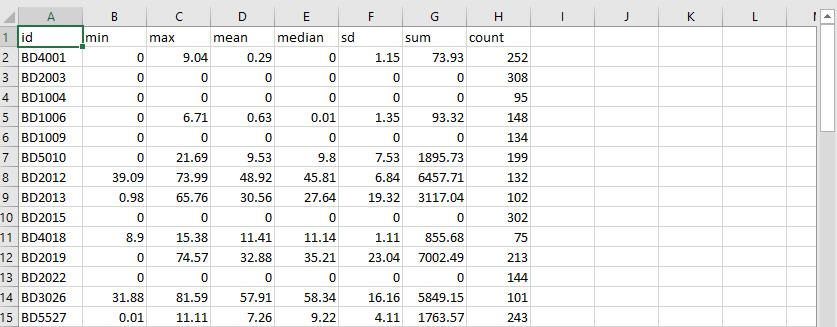 A B C D E F G H I J K L
1 id min max mean median sd sum count
2 BD4001 0 9.04 0.29 0 1.15 73.93 252
3 BD2003 0 0 0 0 0 0 308
4 BD1004 0 0 0 0 0 0 95
5 BD1006 0 6.71 0.63 0.01 1.35 93.32 148
6 BD1009 0 0 0 0 0 0 134
7 BD5010 0 21.69 9.53 9.8 7.53 1895.73 199
8 BD2012 39.09 73.99 48.92 45.81 6.84 6457.71 132
9 BD2013 0.98 65.76 30.56 27.64 19.32 3117.04 102
10 BD2015 0 0 0 0 0 0 302
11 BD4018 8.9 15.38 11.41 11.14 1.11 855.68 75
12 BD2019 0 74.57 32.88 35.21 23.04 7002.49 213
13 BD2022 0 0 0 0 0 0 144
14 BD3026 31.88 81.59 57.91 58.34 16.16 5849.15 101
15 BD5527 0.01 11.11 7.26 9.22 4.11 1763.57 243